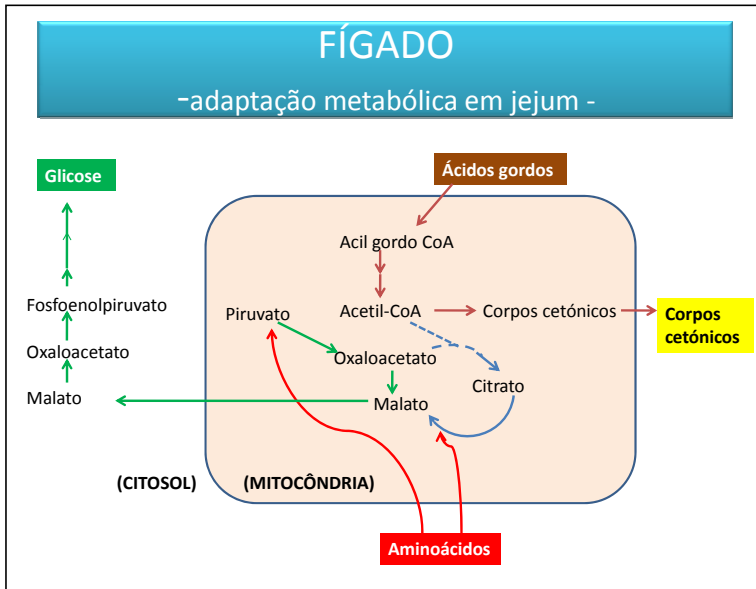 FÍGADO
-adaptação metabólica em jejum -
Glicose
Ácidos gordos
Acil gordo CoA
Fosfoenolpiruvato
Piruvato
Acetil-CoA
Corpos cetónicos
Corpos
cetónicos
Oxaloacetato
Oxaloacetato
Citrato
Malato
Malato
(CITOSOL)
(MITOCÔNDRIA)
Aminoácidos